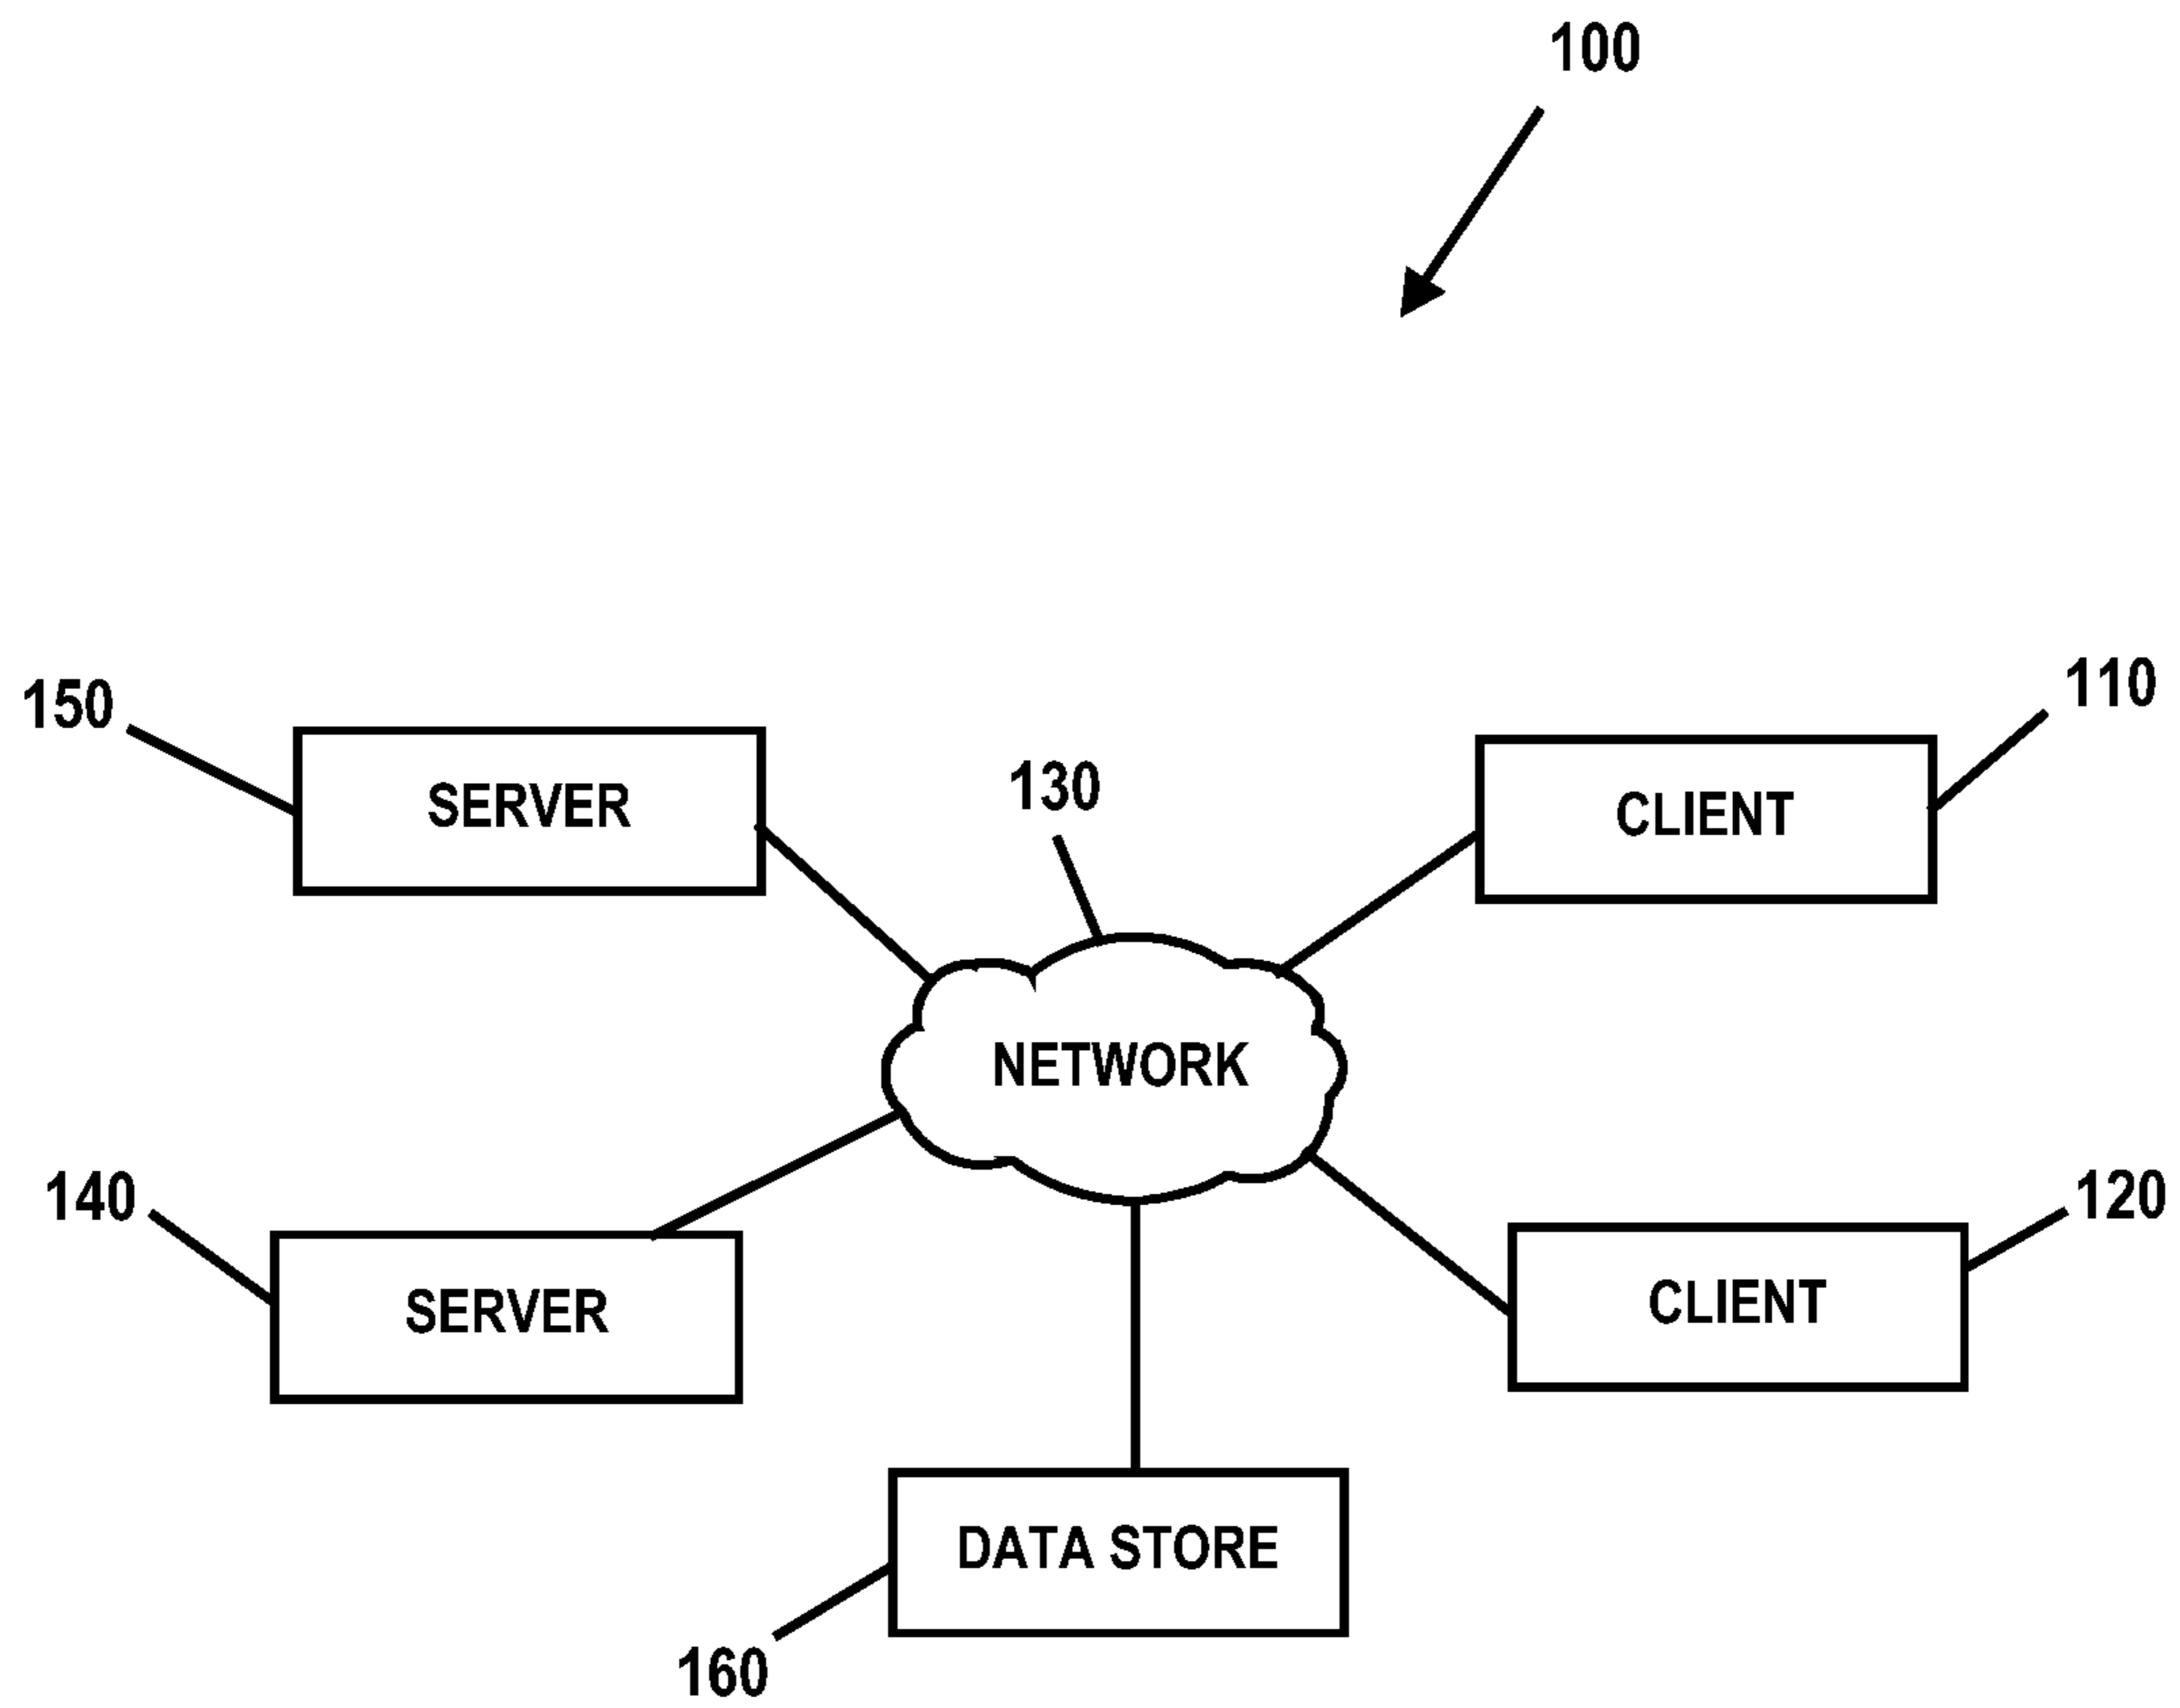 100
150
110
SERVER
130
CLIENT
NETWORK
140
120
SERVER
CLIENT
DATA STORE
160